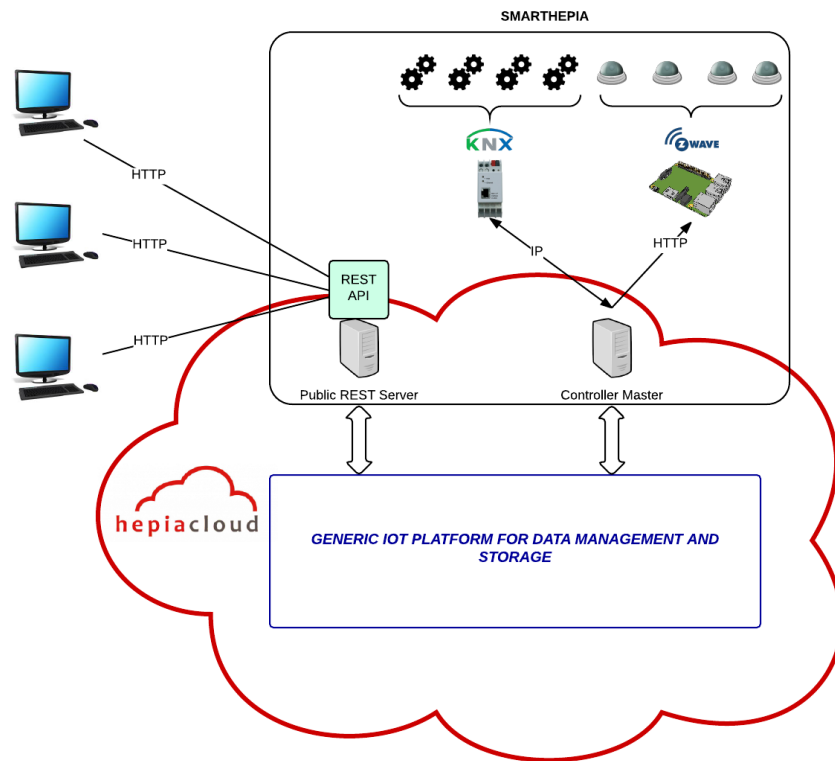 SMARTHEPIA
KNX
Z WAVE
HTTP
HTTP
HTTP
IP
HTTP
REST
API
Public REST Server
Controller Master
hepiacloud
GENERIC IOT PLATFORM FOR DATA MANAGEMENT AND
STORAGE